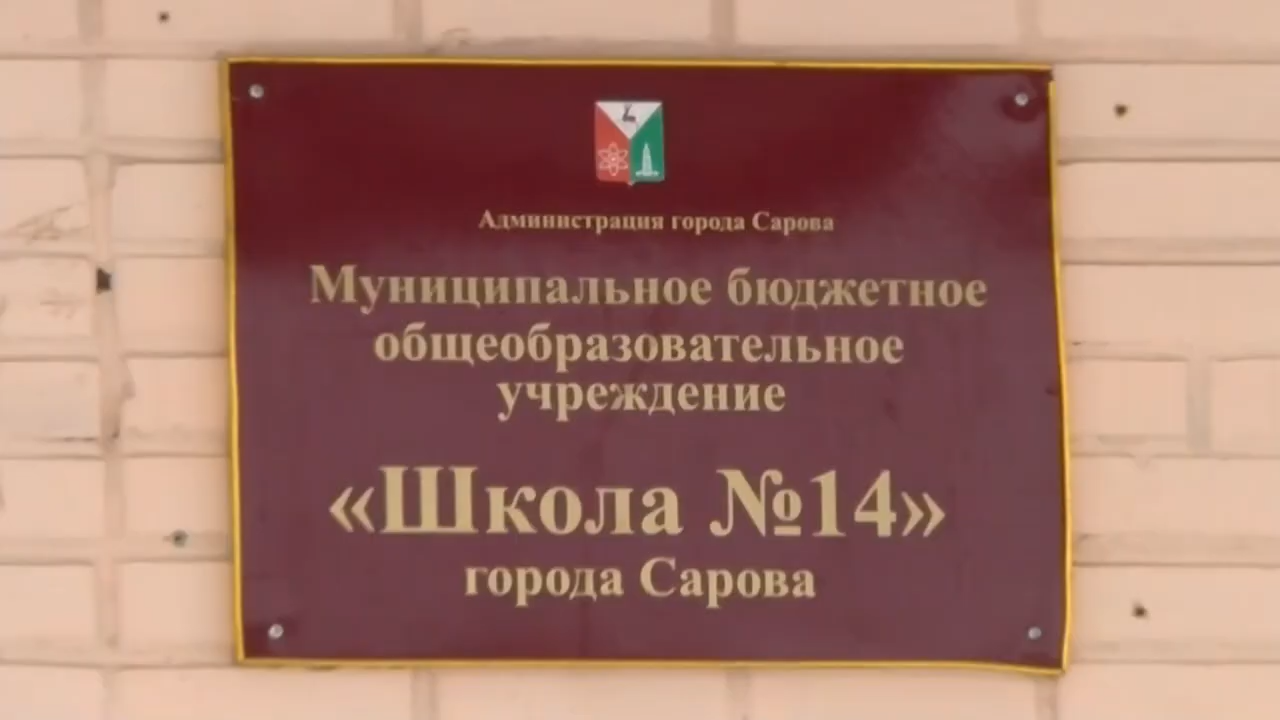 Администрация города Сарова
Муниципальное бюджетное
общеобразовательное
учреждение
«Школа №14»
города Сарова